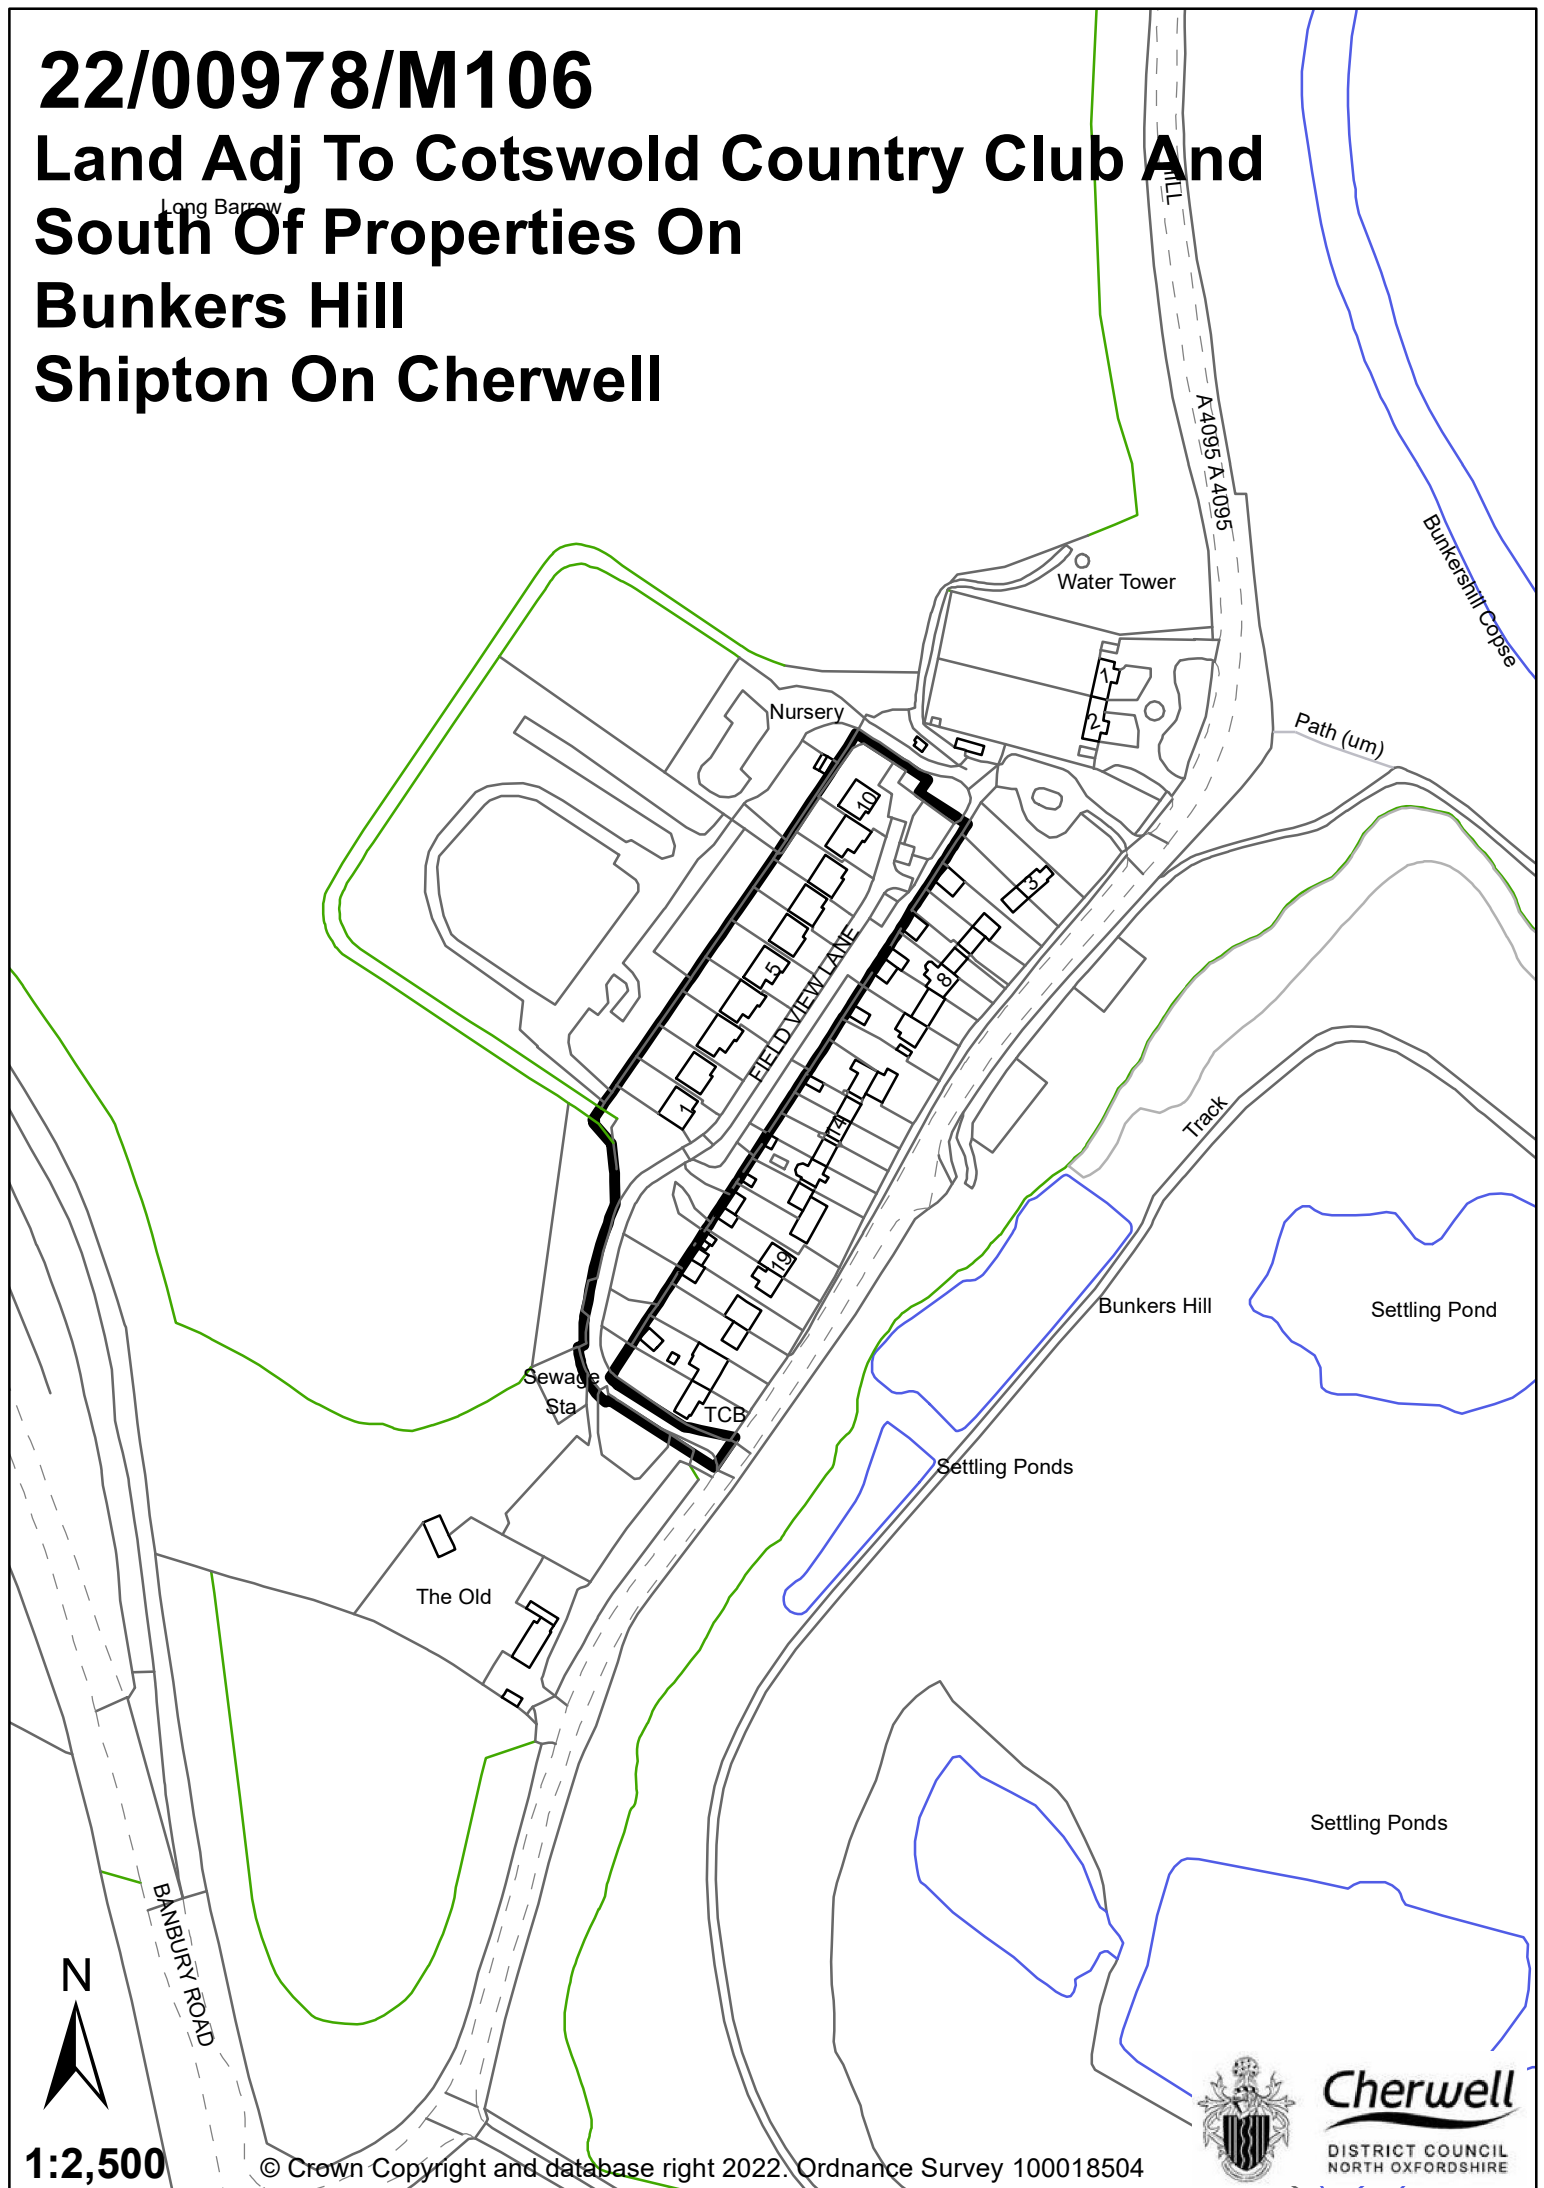 22/00978/M106
Land Adj To Cotswold Country Club And
Long Barrow
South Of Properties On
Bunkers Hill
Shipton On Cherwell
HILL
A 4095 A 4095
Bunkershill Copse
Water Tower
1
2
Nursery
Path (um)
10
3
5
8
FIELD VIEW LANE
1
14
Track
19
Bunkers Hill
Settling Pond
Sewage
Sta
TCB
Settling Ponds
The Old
Settling Ponds
BANBURY ROAD
N
Cherwell
DISTRICT COUNCIL
NORTH OXFORDSHIRE
1:2,500
© Crown Copyright and database right 2022. Ordnance Survey 100018504